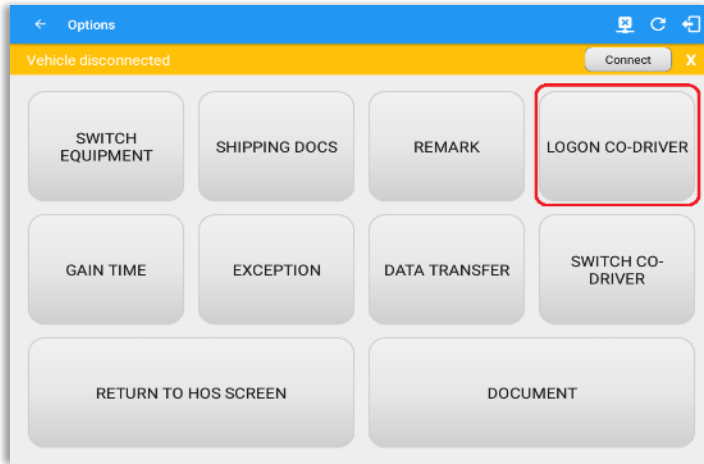 Options
Vehicle disconnected
Connect
X
SWITCH
EQUIPMENT
SHIPPING DOCS
REMARK
LOGON CO-DRIVER
GAIN TIME
EXCEPTION
DATA TRANSFER
SWITCH CO-
DRIVER
RETURN TO HOS SCREEN
DOCUMENT